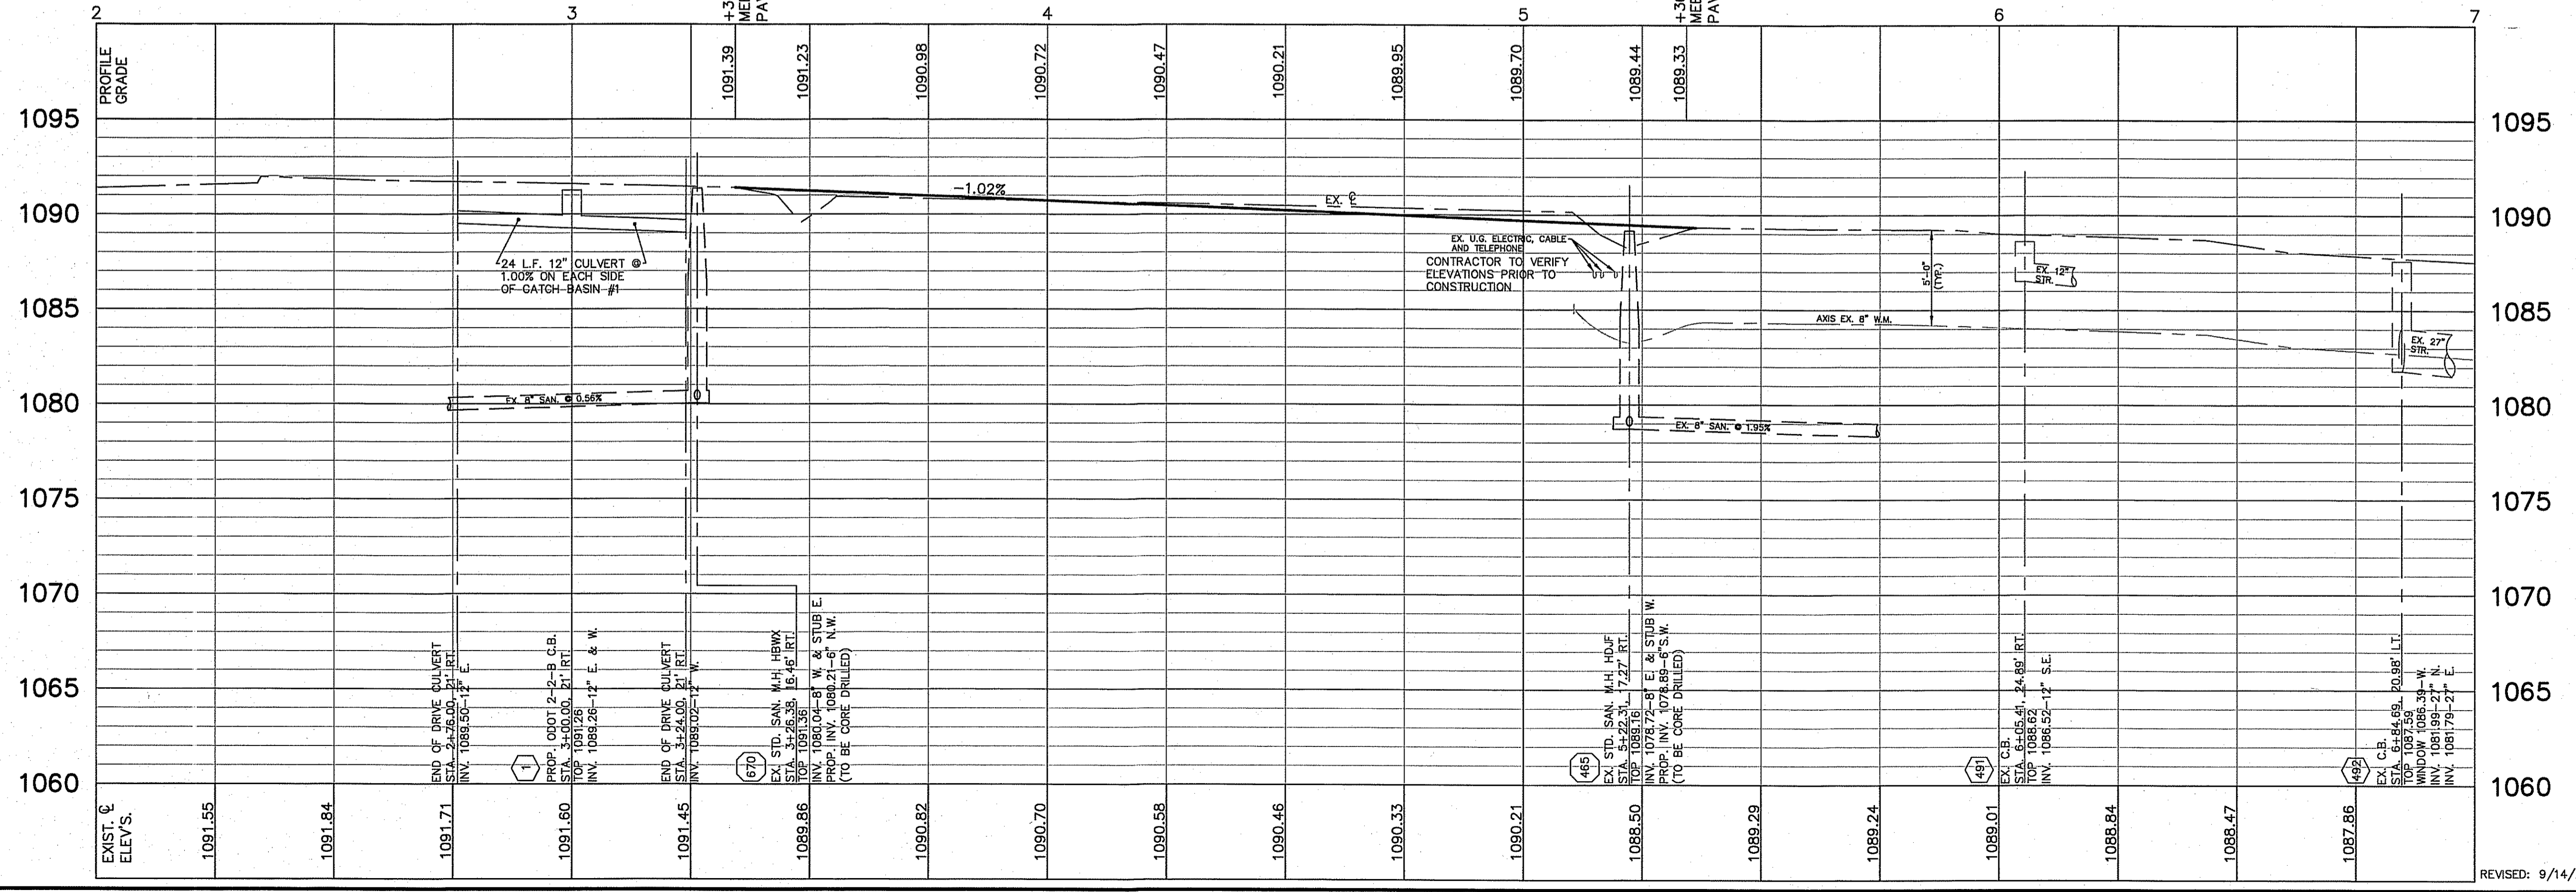 2 3 4 5 6 7
PROFILE
GRADE
1091.39
1091.23
1090.98
1090.72
1090.47
1090.21
1089.95
1089.70
1089.44
1089.33
1095 1095
1090 1090
1085 1085
1080 1080
1075 1075
1070 1070
1065 1065
1060 1060
-1.02%
EX. ℄
24 L.F. 12" CULVERT @
1.00% ON EACH SIDE
OF CATCH BASIN #1
EX. U.G. ELECTRIC, CABLE
AND TELEPHONE
CONTRACTOR TO VERIFY
ELEVATIONS PRIOR TO
CONSTRUCTION
5'-0"
(TYP.)
AXIS EX. 8" W.M.
EX. 12"
STR.
EX. 27"
STR.
EX. 8" SAN. @ 0.56%
EX. 8" SAN. @ 1.95%
END OF DRIVE CULVERT
STA. 2+76.00, 21' RT.
INV. 1089.50-12" E.
1
PROP. ODOT 2-2-B C.B.
STA. 3+00.00, 21' RT.
TOP 1091.26
INV. 1089.26-12" E. & W.
END OF DRIVE CULVERT
STA. 3+24.00, 21' RT.
INV. 1089.02-12" W.
670
EX. STD. SAN. M.H. HBWX
STA. 3+26.38, 16.46' RT.
TOP 1091.36
INV. 1080.04-8" W. & STUB E.
PROP. INV. 1080.21-6" N.W.
(TO BE CORE DRILLED)
465
EX. STD. SAN. M.H. HDJF
STA. 5+22.31, 17.27' RT.
TOP 1089.16
INV. 1078.72-8" E. & STUB W.
PROP. INV. 1078.89-6" S.W.
(TO BE CORE DRILLED)
491
EX. C.B.
STA. 6+05.41, 24.89' RT.
TOP 1088.62
INV. 1086.52-12" S.E.
492
EX. C.B.
STA. 6+84.69, 20.98' LT.
TOP 1087.59
WINDOW 1086.39-W.
INV. 1081.99-27" N.
INV. 1081.79-27" E.
EXIST. ℄
ELEV'S.
1091.55
1091.84
1091.71
1091.60
1091.45
1089.86
1090.82
1090.70
1090.58
1090.46
1090.33
1090.21
1088.50
1089.29
1089.24
1089.01
1088.84
1088.47
1087.86
REVISED: 9/14/